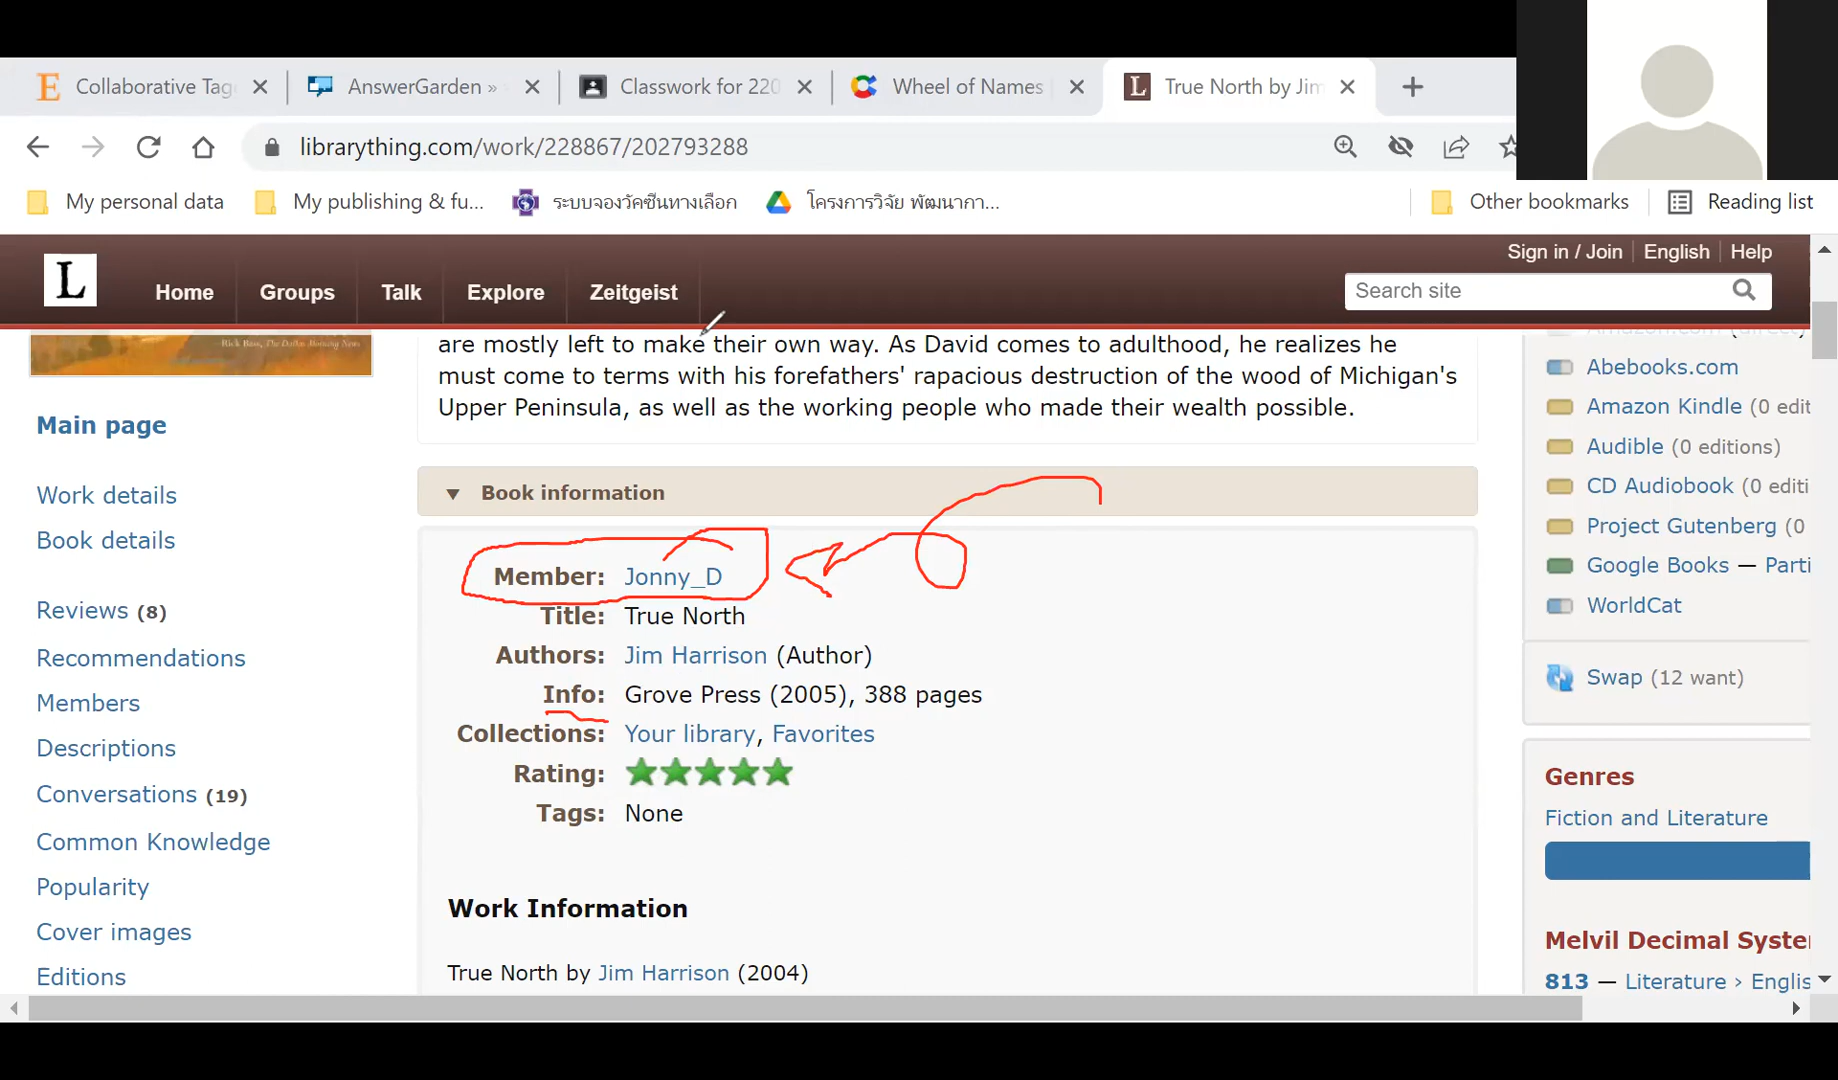 E Collaborative Tag
AnswerGarden »
Classwork for 220
Wheel of Names
L True North by Jim
librarything.com/work/228867/202793288
My personal data
My publishing & fu...
ระบบจองวัคซีนทางเลือก
โครงการวิจัย พัฒนากา...
Other bookmarks
Reading list
Sign in / Join English Help
L Home Groups Talk Explore Zeitgeist
Search site
Rick Bass, The Dallas Morning News
are mostly left to make their own way. As David comes to adulthood, he realizes he
must come to terms with his forefathers' rapacious destruction of the wood of Michigan's
Upper Peninsula, as well as the working people who made their wealth possible.
Main page
Work details
Book details
Reviews (8)
Recommendations
Members
Descriptions
Conversations (19)
Common Knowledge
Popularity
Cover images
Editions
▼ Book information
Member: Jonny_D
Title: True North
Authors: Jim Harrison (Author)
Info: Grove Press (2005), 388 pages
Collections: Your library, Favorites
Rating:
Tags: None
Work Information
True North by Jim Harrison (2004)
Amazon.com (direct)
Abebooks.com
Amazon Kindle (0 edit
Audible (0 editions)
CD Audiobook (0 editi
Project Gutenberg (0
Google Books — Parti
WorldCat
Swap (12 want)
Genres
Fiction and Literature
Melvil Decimal Syster
813 — Literature › Englis